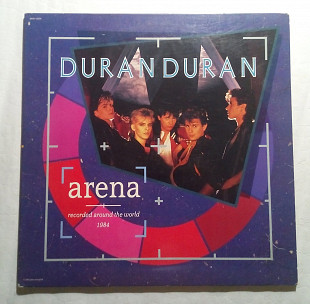 DURANDURAN
arena
recorded around the world
1984